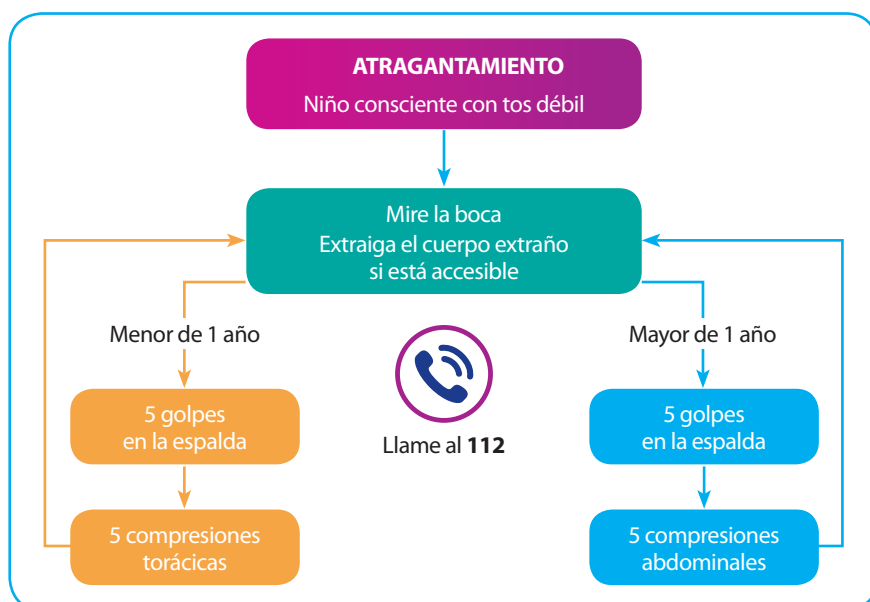 ATRAGANTAMIENTO
Niño consciente con tos débil
Mire la boca
Extraiga el cuerpo extraño
si está accesible
Menor de 1 año
Mayor de 1 año
5 golpes
en la espalda
Llame al 112
5 golpes
en la espalda
5 compresiones
torácicas
5 compresiones
abdominales